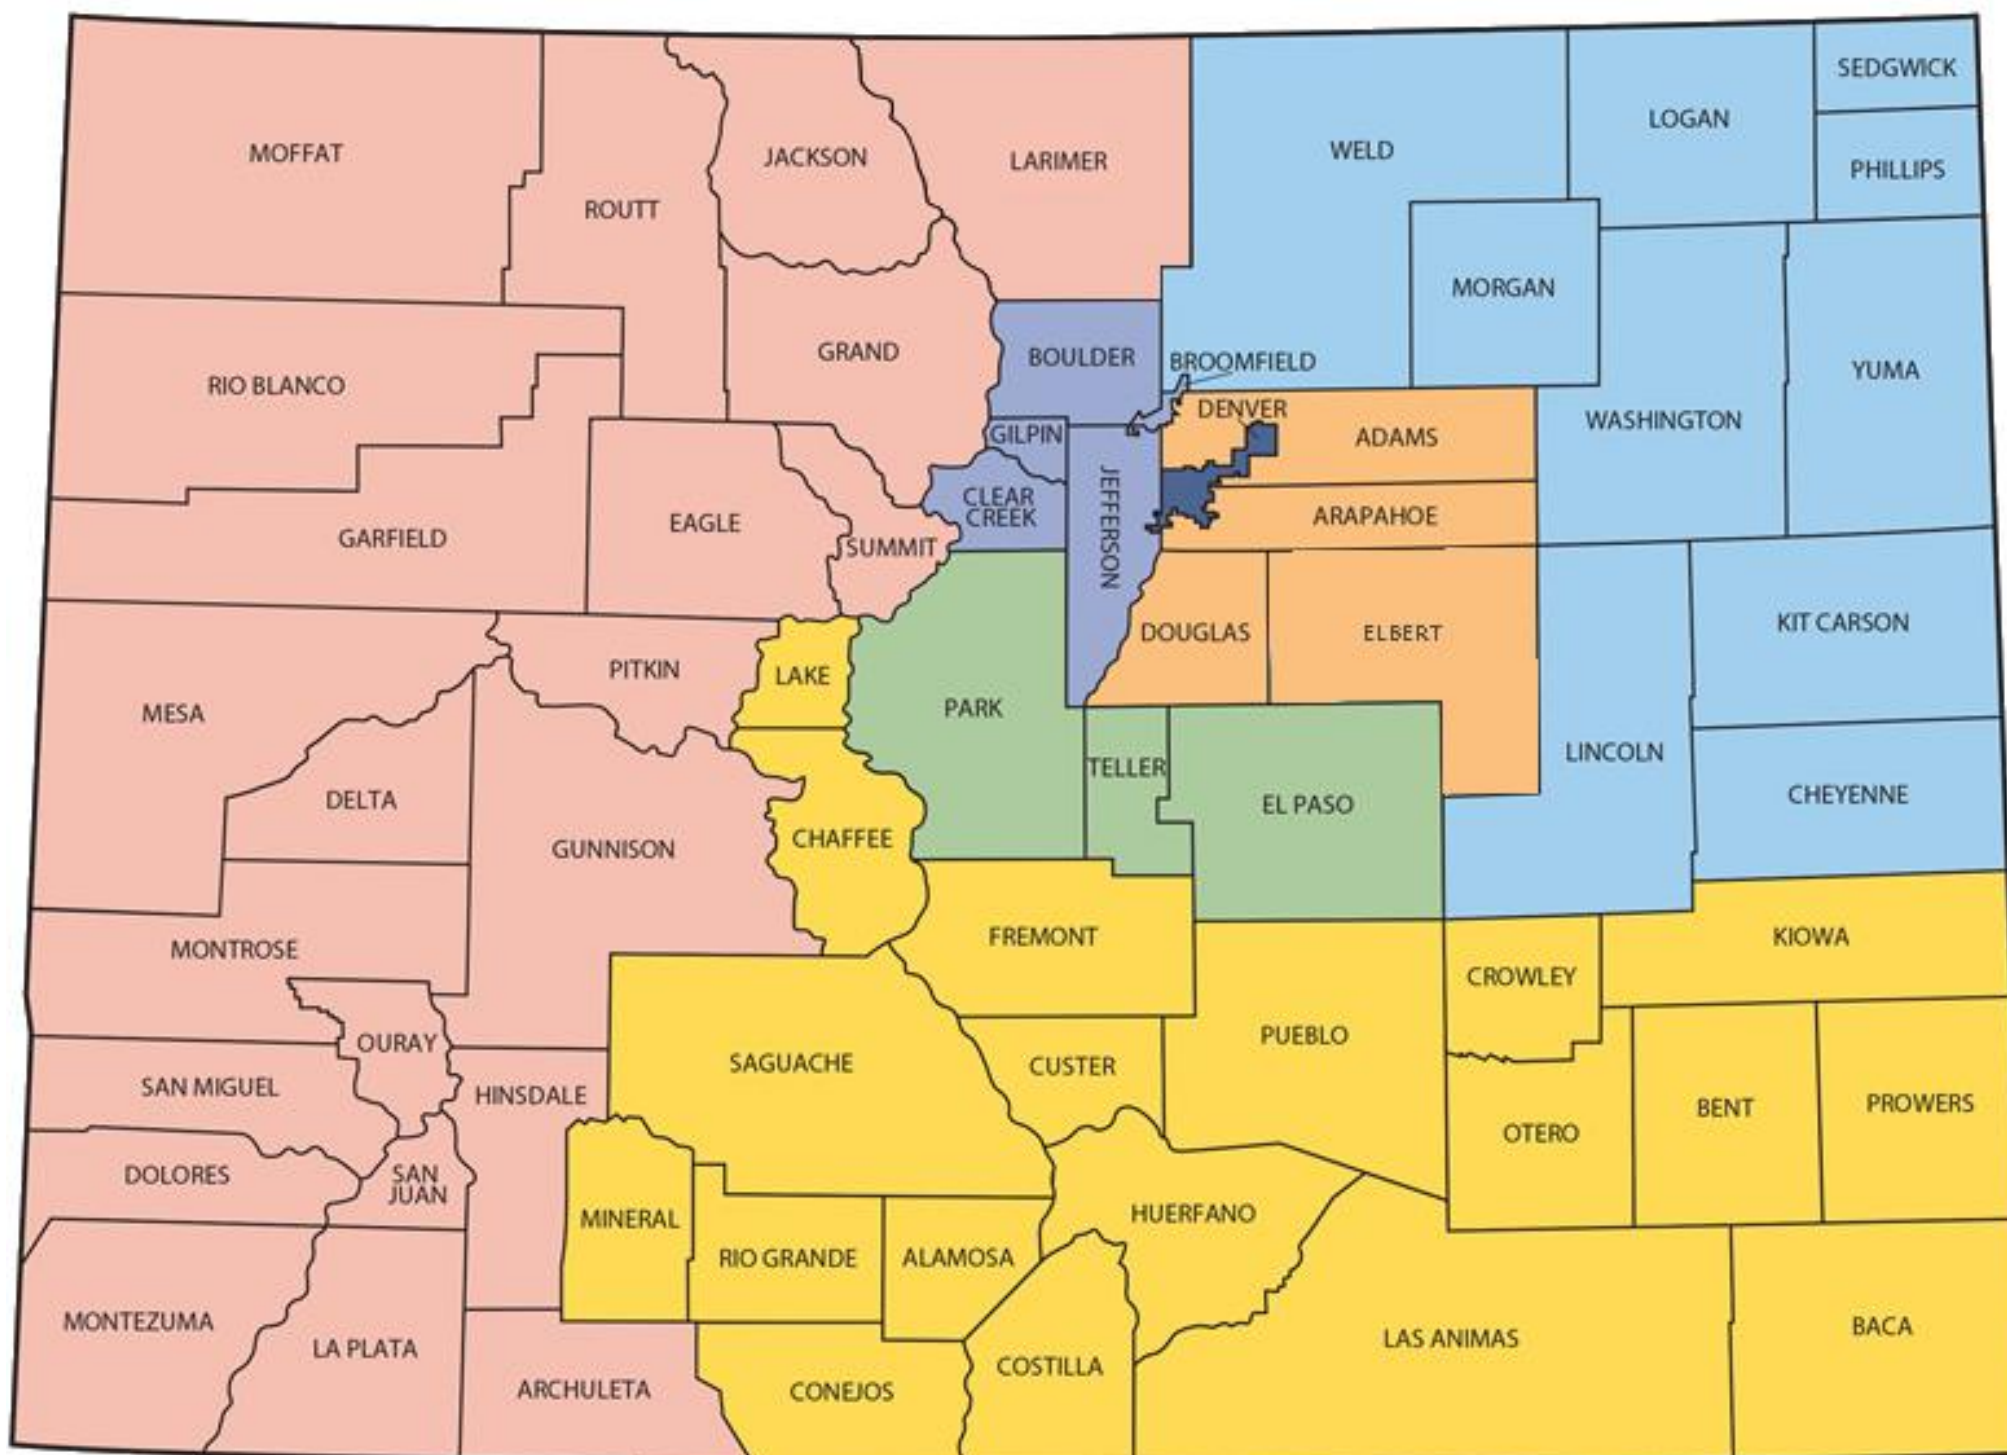 SEDGWICK
LOGAN
MOFFAT
JACKSON
LARIMER
WELD
PHILLIPS
ROUTT
MORGAN
GRAND
BOULDER
BROOMFIELD
YUMA
RIO BLANCO
DENVER
WASHINGTON
GILPIN
ADAMS
JEFFERSON
CLEAR
CREEK
EAGLE
ARAPAHOE
GARFIELD
SUMMIT
KIT CARSON
DOUGLAS
ELBERT
PITKIN
LAKE
MESA
PARK
LINCOLN
TELLER
CHEYENNE
DELTA
EL PASO
CHAFFEE
GUNNISON
FREMONT
KIOWA
MONTROSE
CROWLEY
PUEBLO
OURAY
SAGUACHE
CUSTER
SAN MIGUEL
HINSDALE
PROWERS
BENT
OTERO
DOLORES
SAN
JUAN
MINERAL
HUERFANO
RIO GRANDE
ALAMOSA
MONTEZUMA
BACA
LAS ANIMAS
LA PLATA
COSTILLA
ARCHULETA
CONEJOS